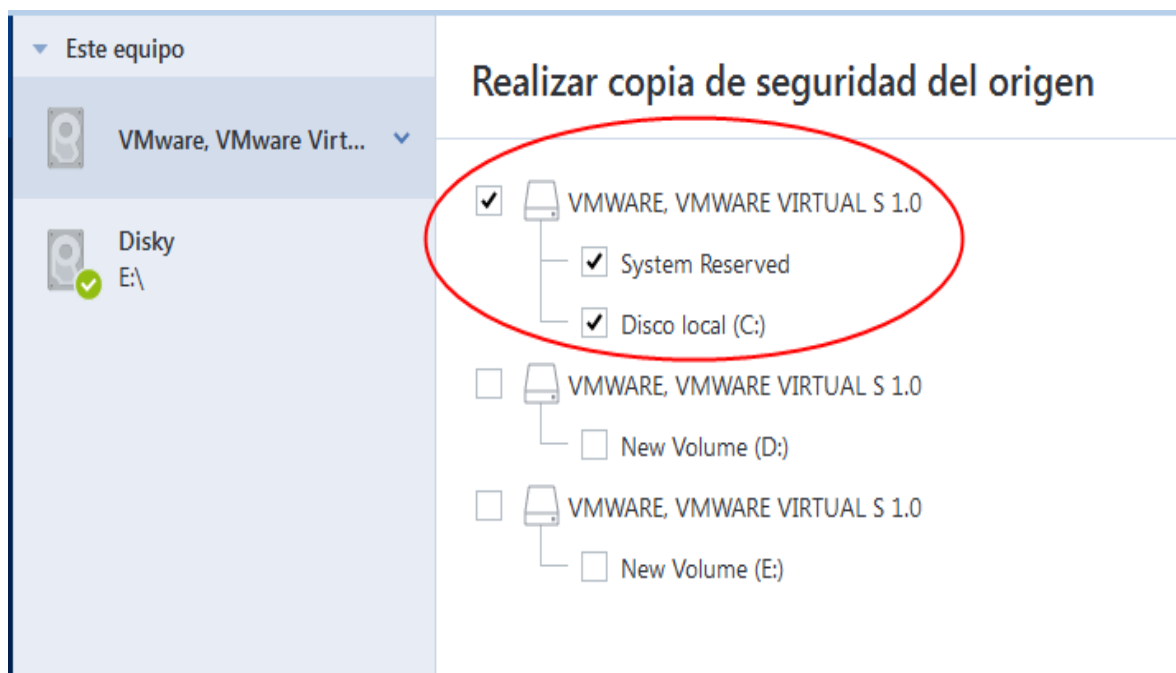 Este equipo
VMware, VMware Virt...
Disky
E:\
Realizar copia de seguridad del origen
VMWARE, VMWARE VIRTUAL S 1.0
System Reserved
Disco local (C:)
VMWARE, VMWARE VIRTUAL S 1.0
New Volume (D:)
VMWARE, VMWARE VIRTUAL S 1.0
New Volume (E:)